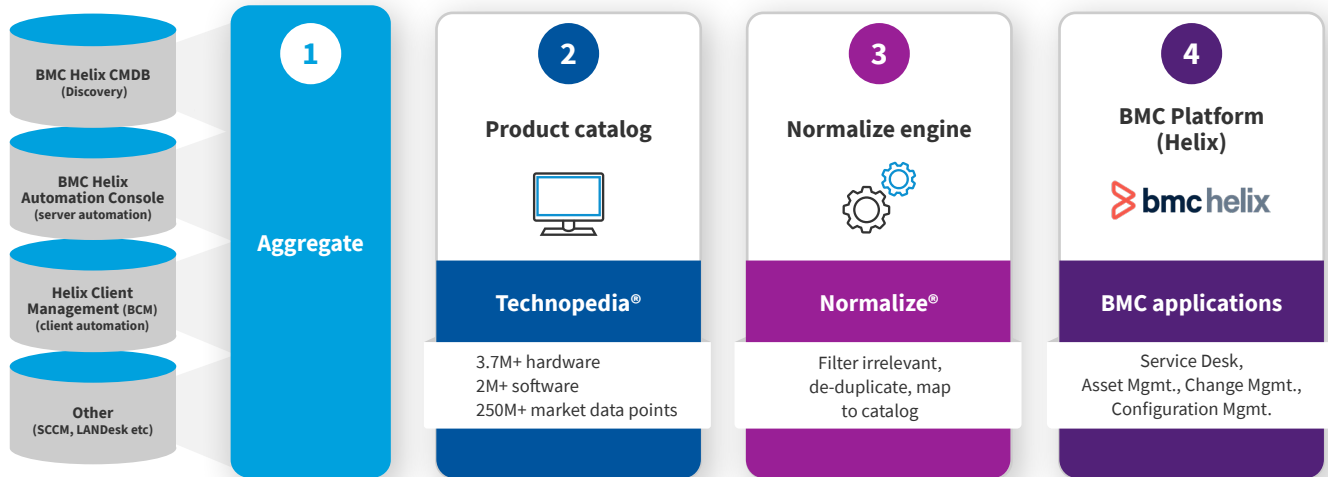 BMC Helix CMDB
(Discovery)
BMC Helix
Automation Console
(server automation)
Helix Client
Management (BCM)
(client automation)
Other
(SCCM, LANDesk etc)
1
Aggregate
2
Product catalog
Technopedia®
3.7M+ hardware
2M+ software
250M+ market data points
3
Normalize engine
Normalize®
Filter irrelevant,
de-duplicate, map
to catalog
4
BMC Platform
(Helix)
bmc helix
BMC applications
Service Desk,
Asset Mgmt., Change Mgmt.,
Configuration Mgmt.